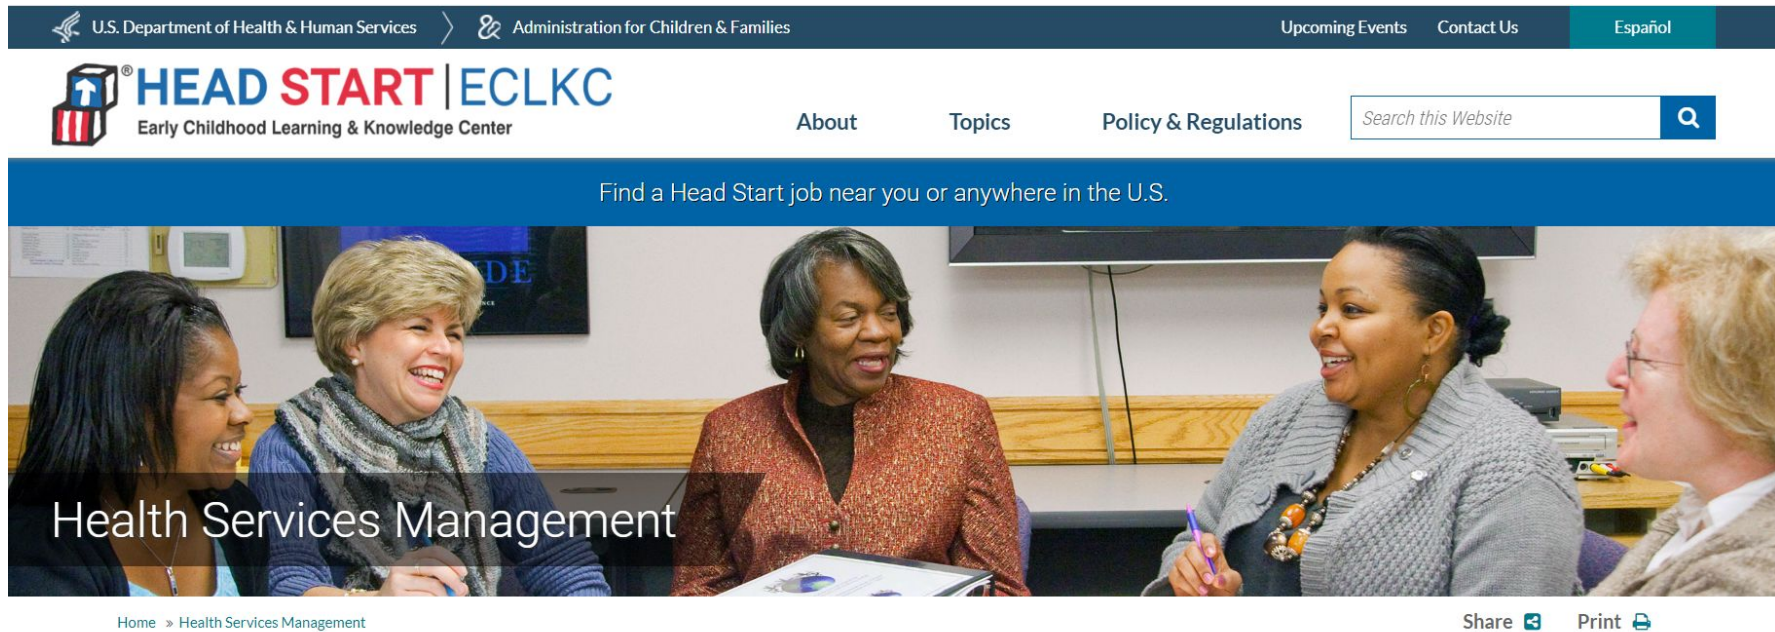 U.S. Department of Health & Human Services Administration for Children & Families Upcoming Events Contact Us Español
®HEAD START | ECLKC
Early Childhood Learning & Knowledge Center
About Topics Policy & Regulations Search this Website
Find a Head Start job near you or anywhere in the U.S.
DE
Health Services Management
Home » Health Services Management Share Print